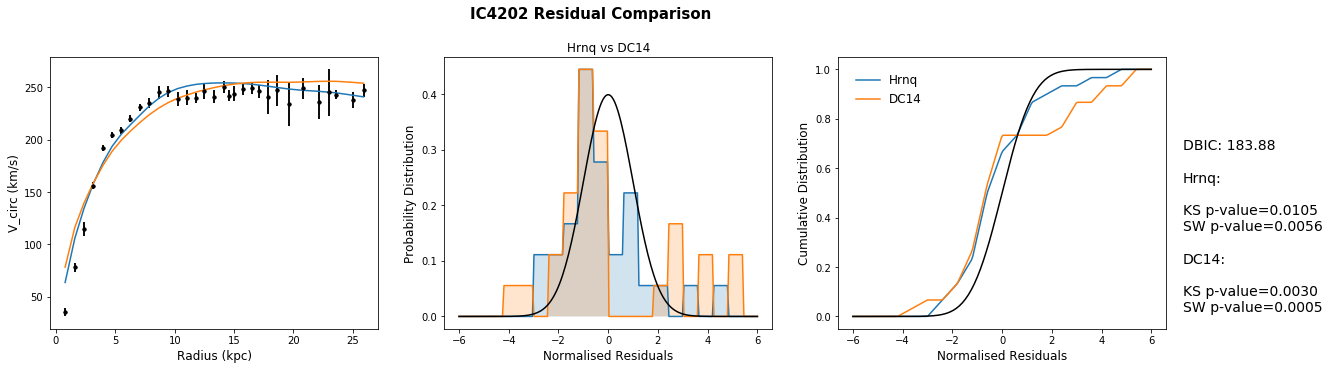 IC4202 Residual Comparison
V_circ (km/s)
250
200
150
100
50
0
5
10
15
20
25
Radius (kpc)
Hrnq vs DC14
Probability Distribution
0.4
0.3
0.2
0.1
0.0
−6
−4
−2
0
2
4
6
Normalised Residuals
Cumulative Distribution
1.0
0.8
0.6
0.4
0.2
0.0
Hrnq
DC14
−6
−4
−2
0
2
4
6
Normalised Residuals
DBIC: 183.88
Hrnq:
KS p-value=0.0105
SW p-value=0.0056
DC14:
KS p-value=0.0030
SW p-value=0.0005